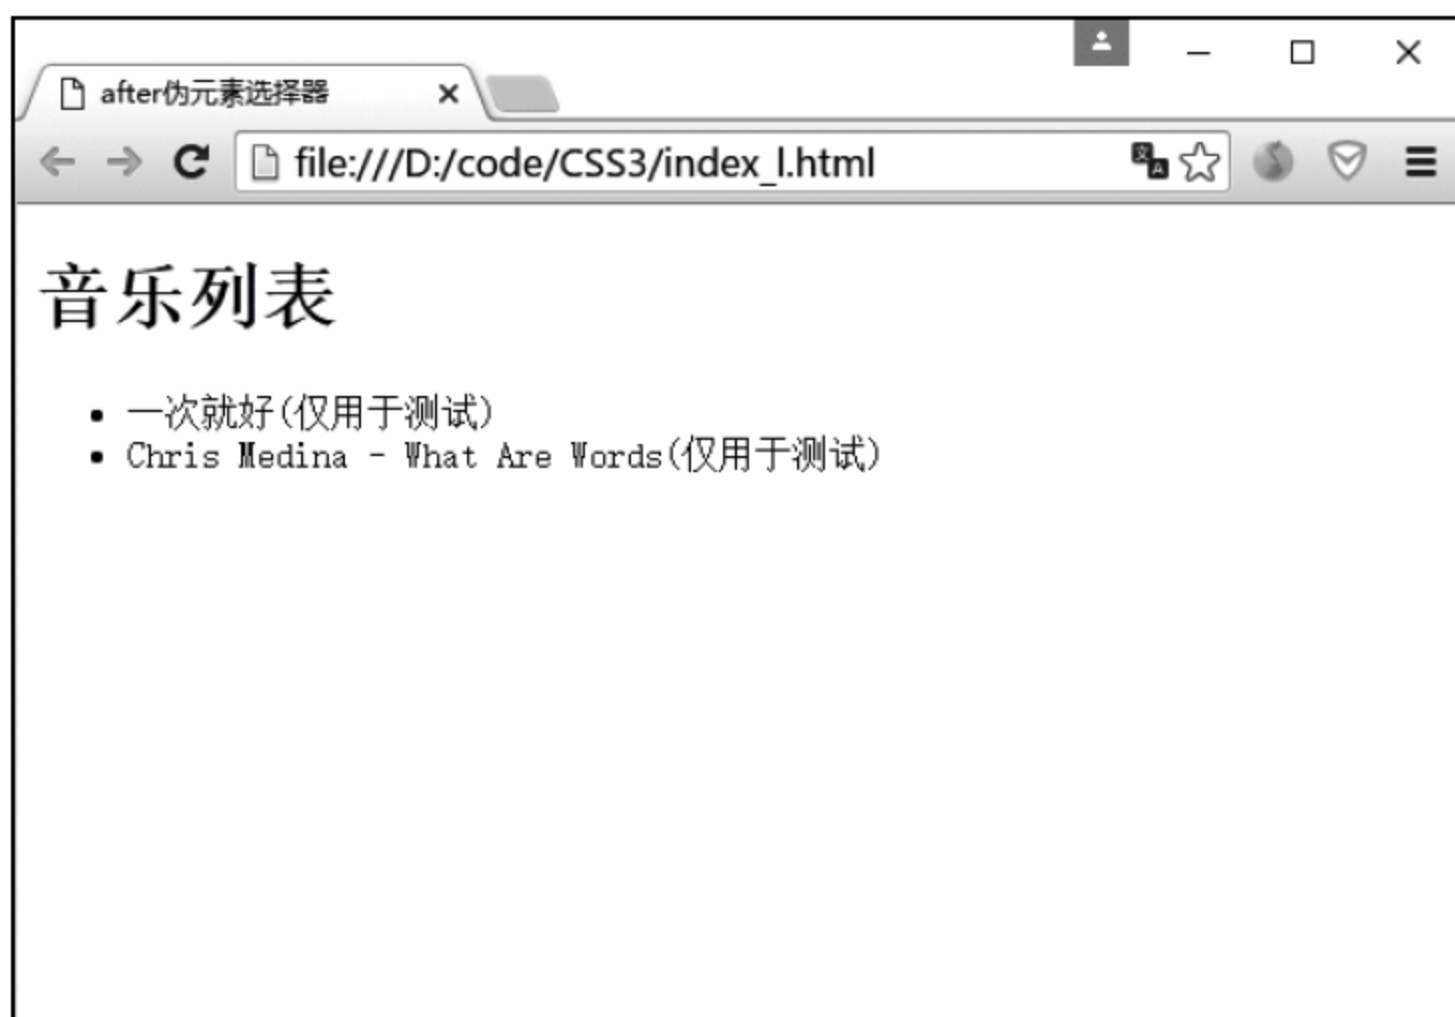 after伪元素选择器
file:///D:/code/CSS3/index_l.html
音乐列表
一次就好(仅用于测试)
Chris Medina - What Are Words(仅用于测试)